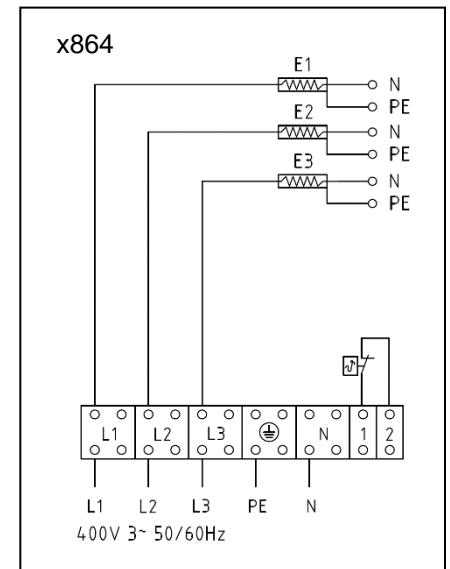 x864
E1
N
PE
E2
N
PE
E3
N
PE
L1 L2 L3 N 1 2
L1 L2 L3 PE N
400V 3~ 50/60Hz